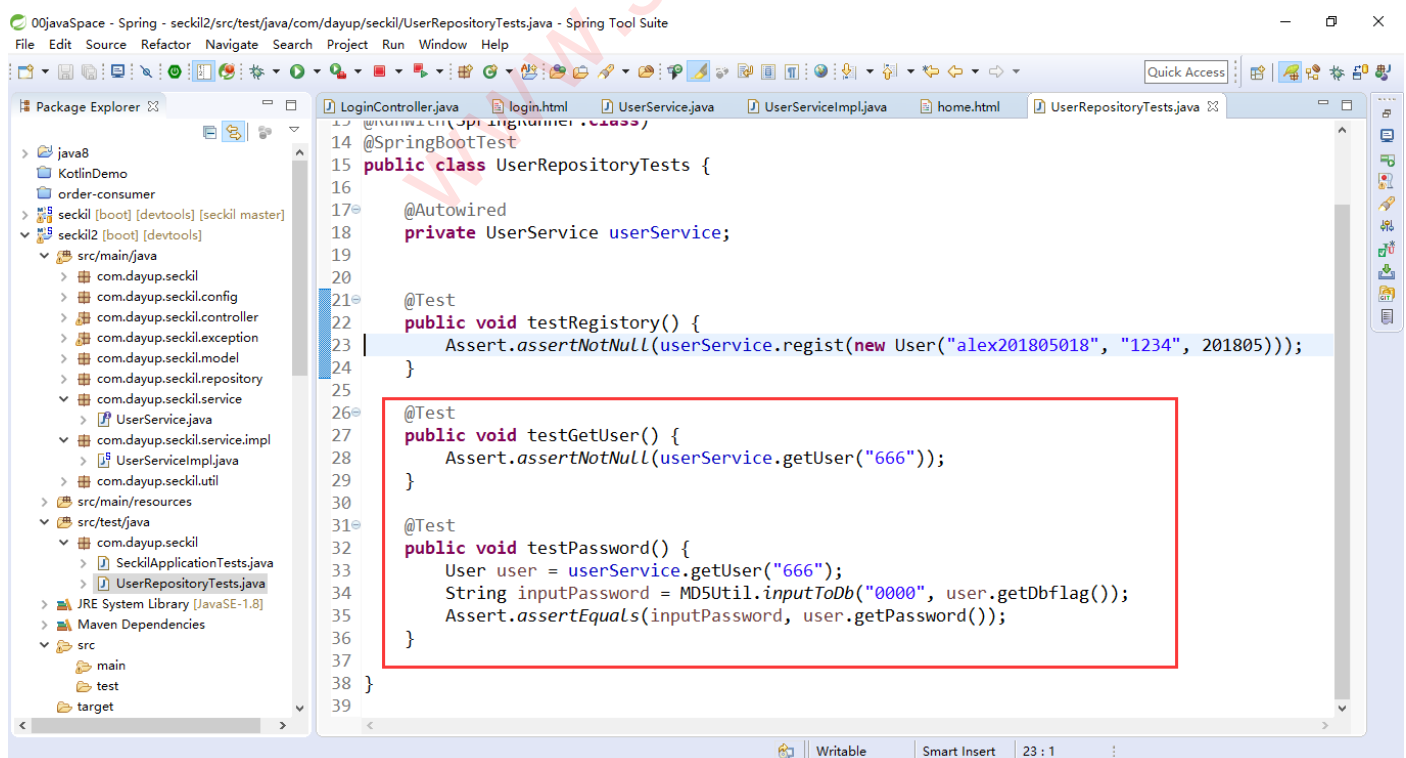 00javaSpace - Spring - seckil2/src/test/java/com/dayup/seckil/UserRepositoryTests.java - Spring Tool Suite
File Edit Source Refactor Navigate Search Project Run Window Help
Quick Access
Package Explorer
LoginController.java login.html UserService.java UserServiceImpl.java home.html UserRepositoryTests.java
java8
KotlinDemo
order-consumer
seckil [boot] [devtools] [seckil master]
seckil2 [boot] [devtools]
src/main/java
com.dayup.seckil
com.dayup.seckil.config
com.dayup.seckil.controller
com.dayup.seckil.exception
com.dayup.seckil.model
com.dayup.seckil.repository
com.dayup.seckil.service
UserService.java
com.dayup.seckil.service.impl
UserServiceImpl.java
com.dayup.seckil.util
src/main/resources
src/test/java
com.dayup.seckil
SeckilApplicationTests.java
UserRepositoryTests.java
JRE System Library [JavaSE-1.8]
Maven Dependencies
src
main
test
target
13 @RunWith(SpringRunner.class)
14 @SpringBootTest
15 public class UserRepositoryTests {
16
17 @Autowired
18 private UserService userService;
19
20
21 @Test
22 public void testRegistory() {
23 Assert.assertNotNull(userService.regist(new User("alex201805018", "1234", 201805)));
24 }
25
26 @Test
27 public void testGetUser() {
28 Assert.assertNotNull(userService.getUser("666"));
29 }
30
31 @Test
32 public void testPassword() {
33 User user = userService.getUser("666");
34 String inputPassword = MD5Util.inputToDb("0000", user.getDbflag());
35 Assert.assertEquals(inputPassword, user.getPassword());
36 }
37
38 }
39
Writable Smart Insert 23 : 1